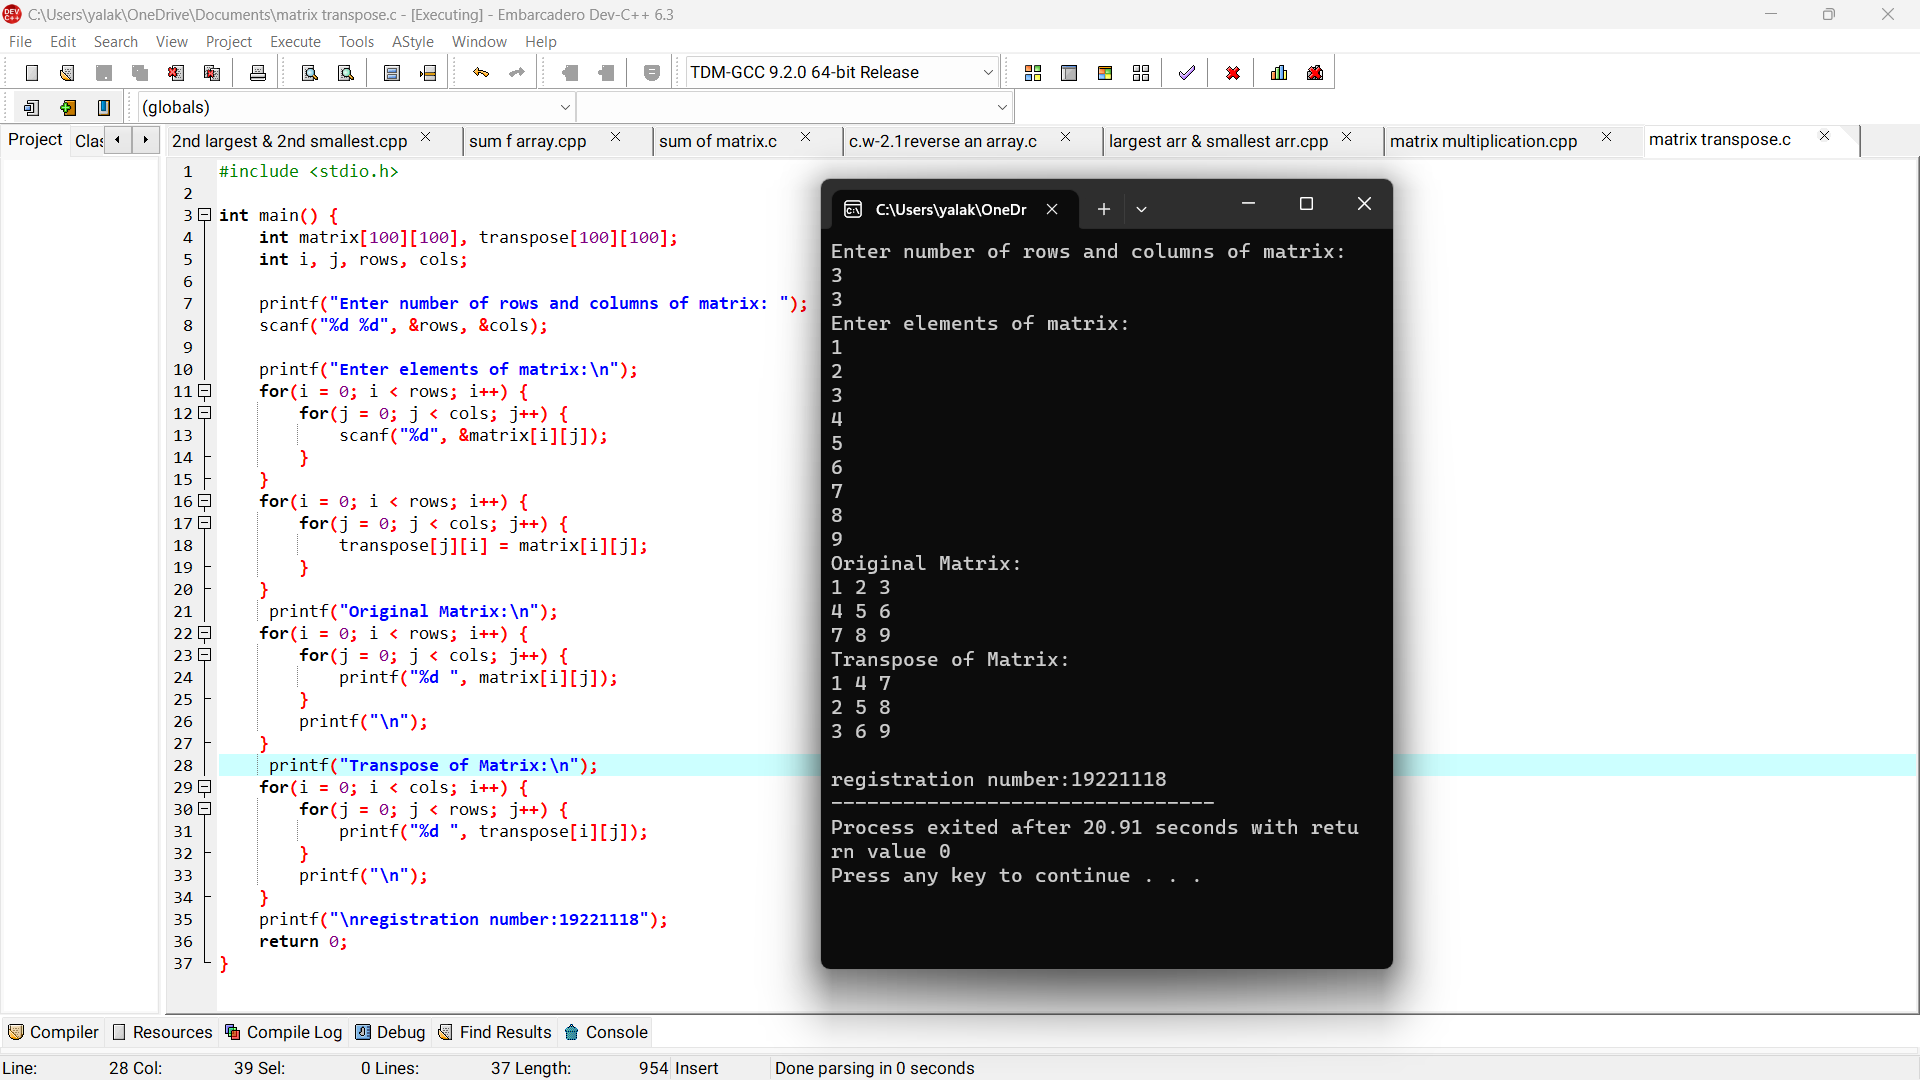 C:\Users\yalak\OneDrive\Documents\matrix transpose.c - [Executing] - Embarcadero Dev-C++ 6.3
File Edit Search View Project Execute Tools AStyle Window Help
TDM-GCC 9.2.0 64-bit Release
(globals)
Project Clas 2nd largest & 2nd smallest.cpp sum f array.cpp sum of matrix.c c.w-2.1reverse an array.c largest arr & smallest arr.cpp matrix multiplication.cpp matrix transpose.c
1 #include <stdio.h>
2
3 int main() {
4 int matrix[100][100], transpose[100][100];
5 int i, j, rows, cols;
6
7 printf("Enter number of rows and columns of matrix: ");
8 scanf("%d %d", &rows, &cols);
9
10 printf("Enter elements of matrix:\n");
11 for(i = 0; i < rows; i++) {
12 for(j = 0; j < cols; j++) {
13 scanf("%d", &matrix[i][j]);
14 }
15 }
16 for(i = 0; i < rows; i++) {
17 for(j = 0; j < cols; j++) {
18 transpose[j][i] = matrix[i][j];
19 }
20 }
21 printf("Original Matrix:\n");
22 for(i = 0; i < rows; i++) {
23 for(j = 0; j < cols; j++) {
24 printf("%d ", matrix[i][j]);
25 }
26 printf("\n");
27 }
28 printf("Transpose of Matrix:\n");
29 for(i = 0; i < cols; i++) {
30 for(j = 0; j < rows; j++) {
31 printf("%d ", transpose[i][j]);
32 }
33 printf("\n");
34 }
35 printf("\nregistration number:19221118");
36 return 0;
37 }
C:\Users\yalak\OneDr
Enter number of rows and columns of matrix:
3
3
Enter elements of matrix:
1
2
3
4
5
6
7
8
9
Original Matrix:
1 2 3
4 5 6
7 8 9
Transpose of Matrix:
1 4 7
2 5 8
3 6 9
registration number:19221118
--------------------------------
Process exited after 20.91 seconds with retu
rn value 0
Press any key to continue . . .
Compiler Resources Compile Log Debug Find Results Console
Line: 28 Col: 39 Sel: 0 Lines: 37 Length: 954 Insert Done parsing in 0 seconds